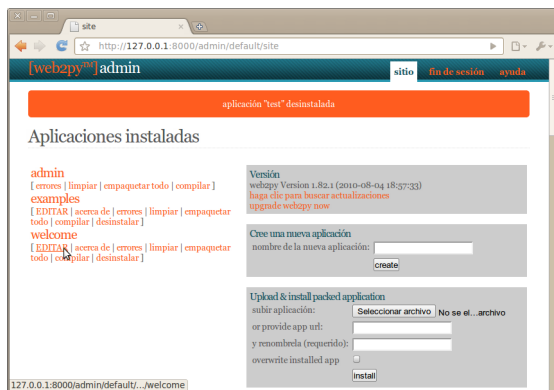 site
http://127.0.0.1:8000/admin/default/site
[web2py™]admin
sitio fin de sesión ayuda
aplicación "test" desinstalada
Aplicaciones instaladas
admin
[ errores | limpiar | empaquetar todo | compilar ]
examples
[ EDITAR | acerca de | errores | limpiar | empaquetar
todo | compilar | desinstalar ]
welcome
[ EDITAR | acerca de | errores | limpiar | empaquetar
todo | compilar | desinstalar ]
Versión
web2py Version 1.82.1 (2010-08-04 18:57:33)
haga clic para buscar actualizaciones
upgrade web2py now
Cree una nueva aplicación
nombre de la nueva aplicación:
create
Upload & install packed application
subir aplicación: Seleccionar archivo No se el...archivo
or provide app url:
y renombrela (requerido):
overwrite installed app
install
127.0.0.1:8000/admin/default/.../welcome